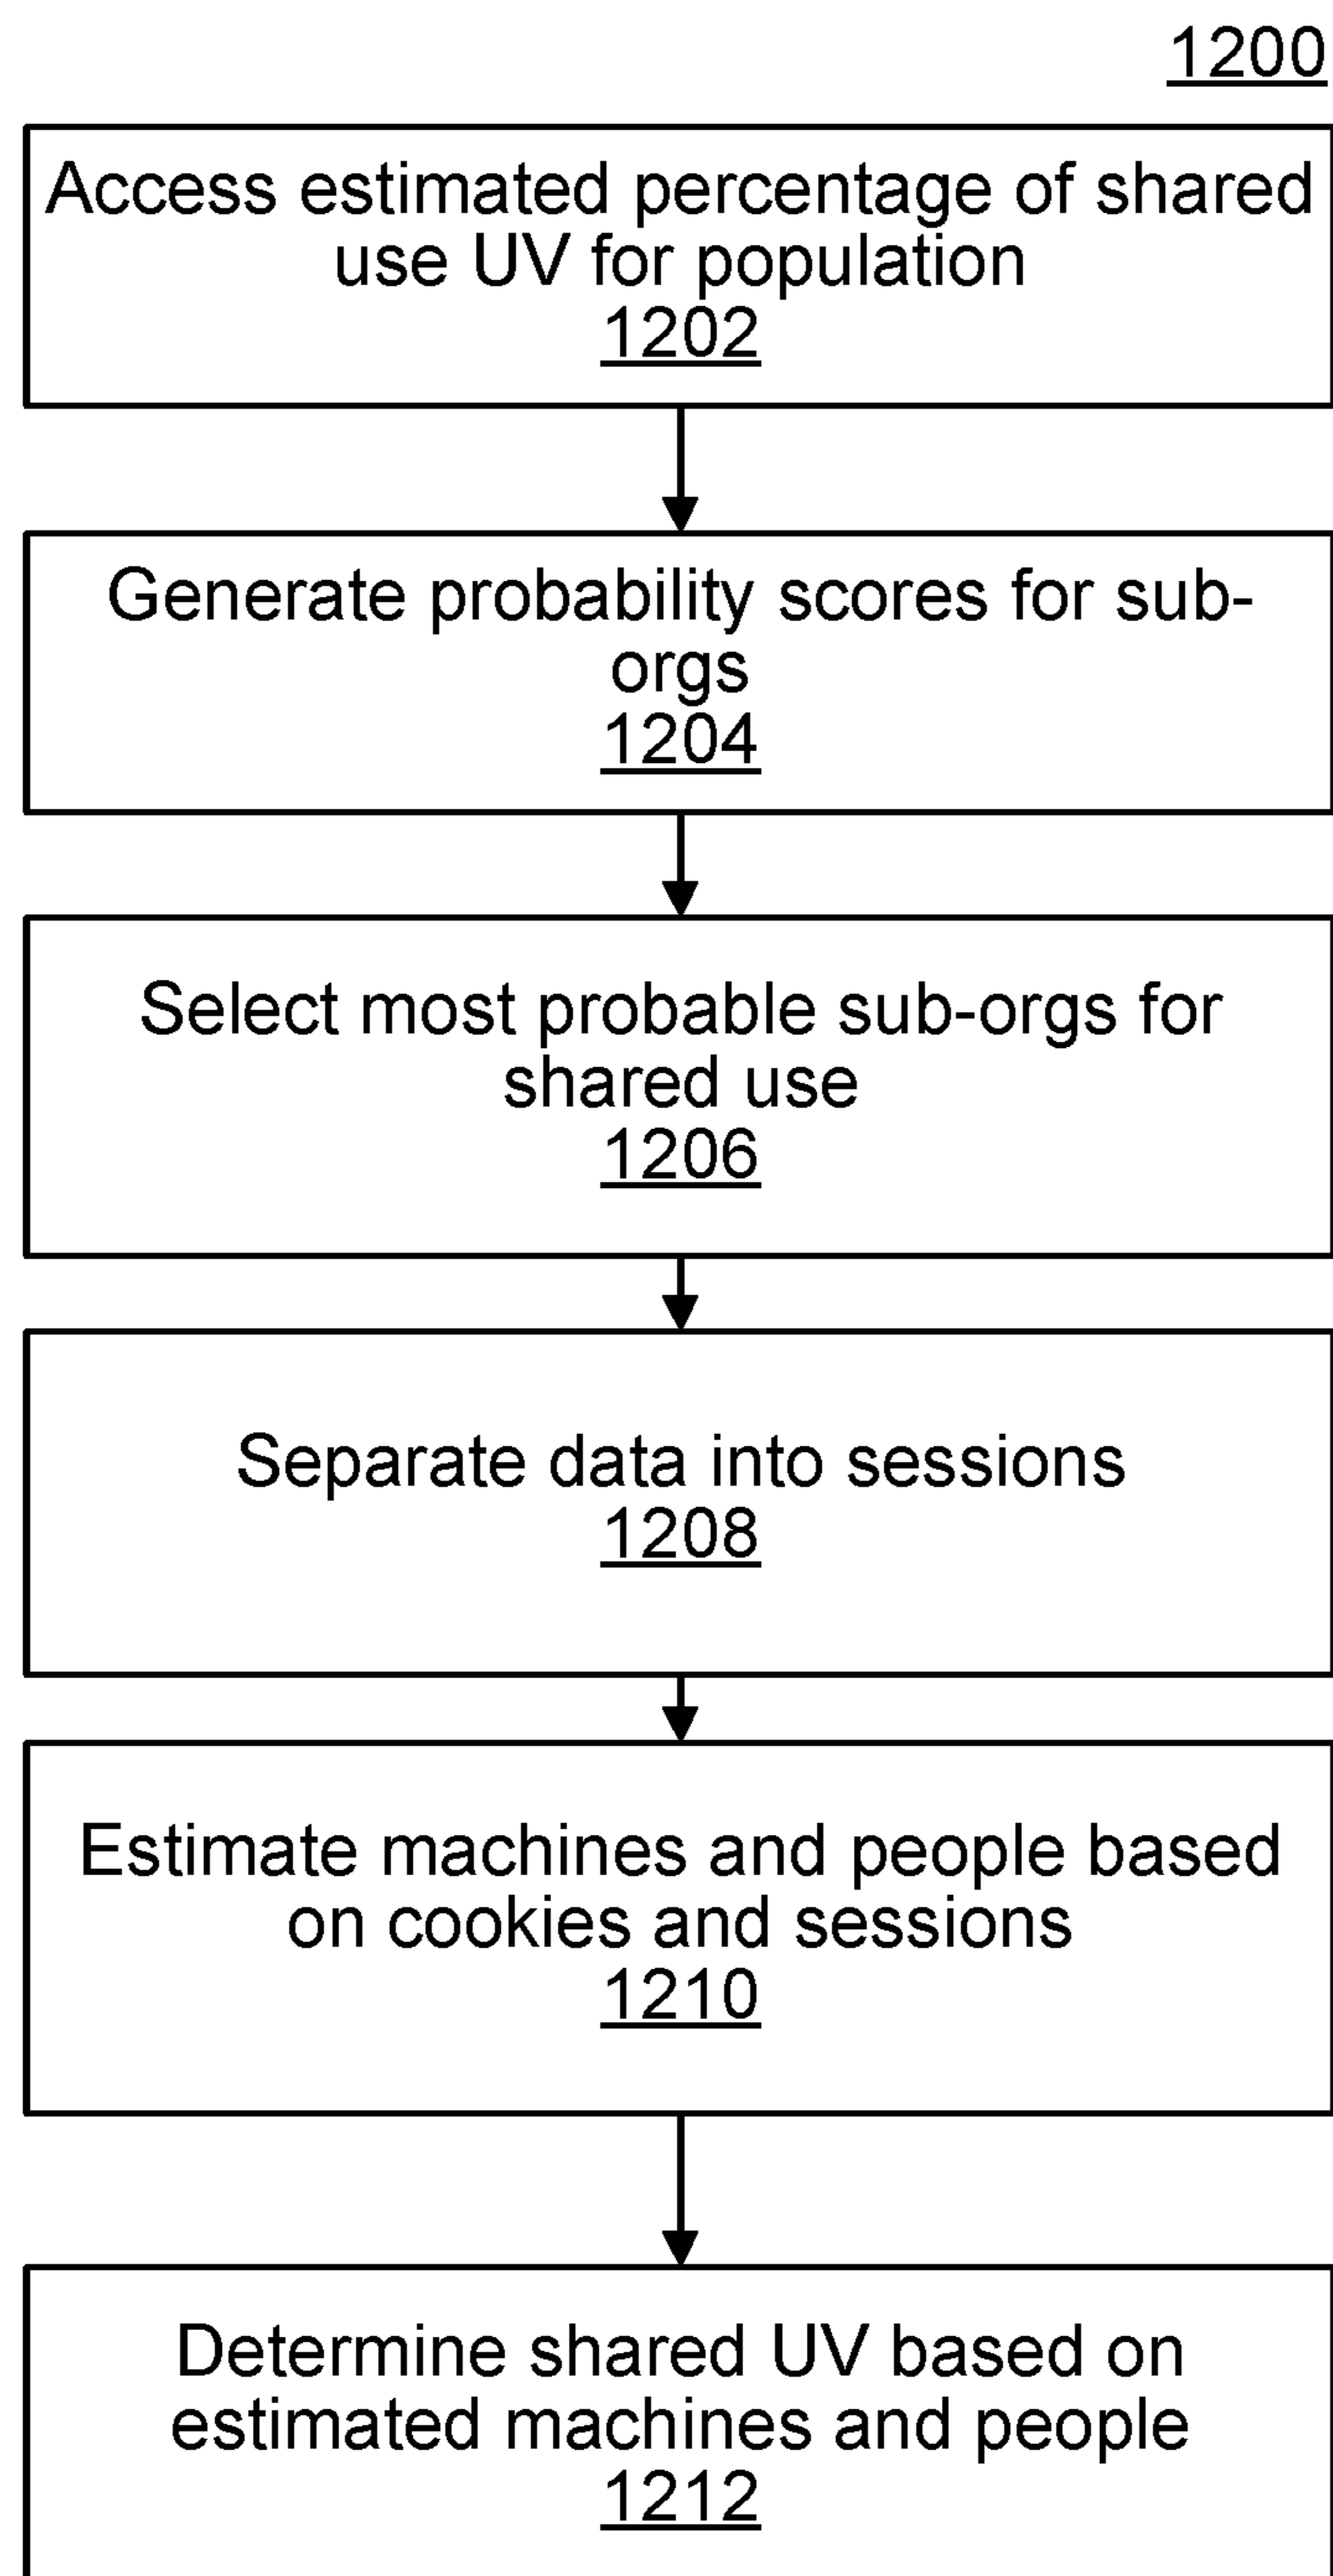 1200
Access estimated percentage of shared
use UV for population
1202
Generate probability scores for sub-
orgs
1204
Select most probable sub-orgs for
shared use
1206
Separate data into sessions
1208
Estimate machines and people based
on cookies and sessions
1210
Determine shared UV based on
estimated machines and people
1212